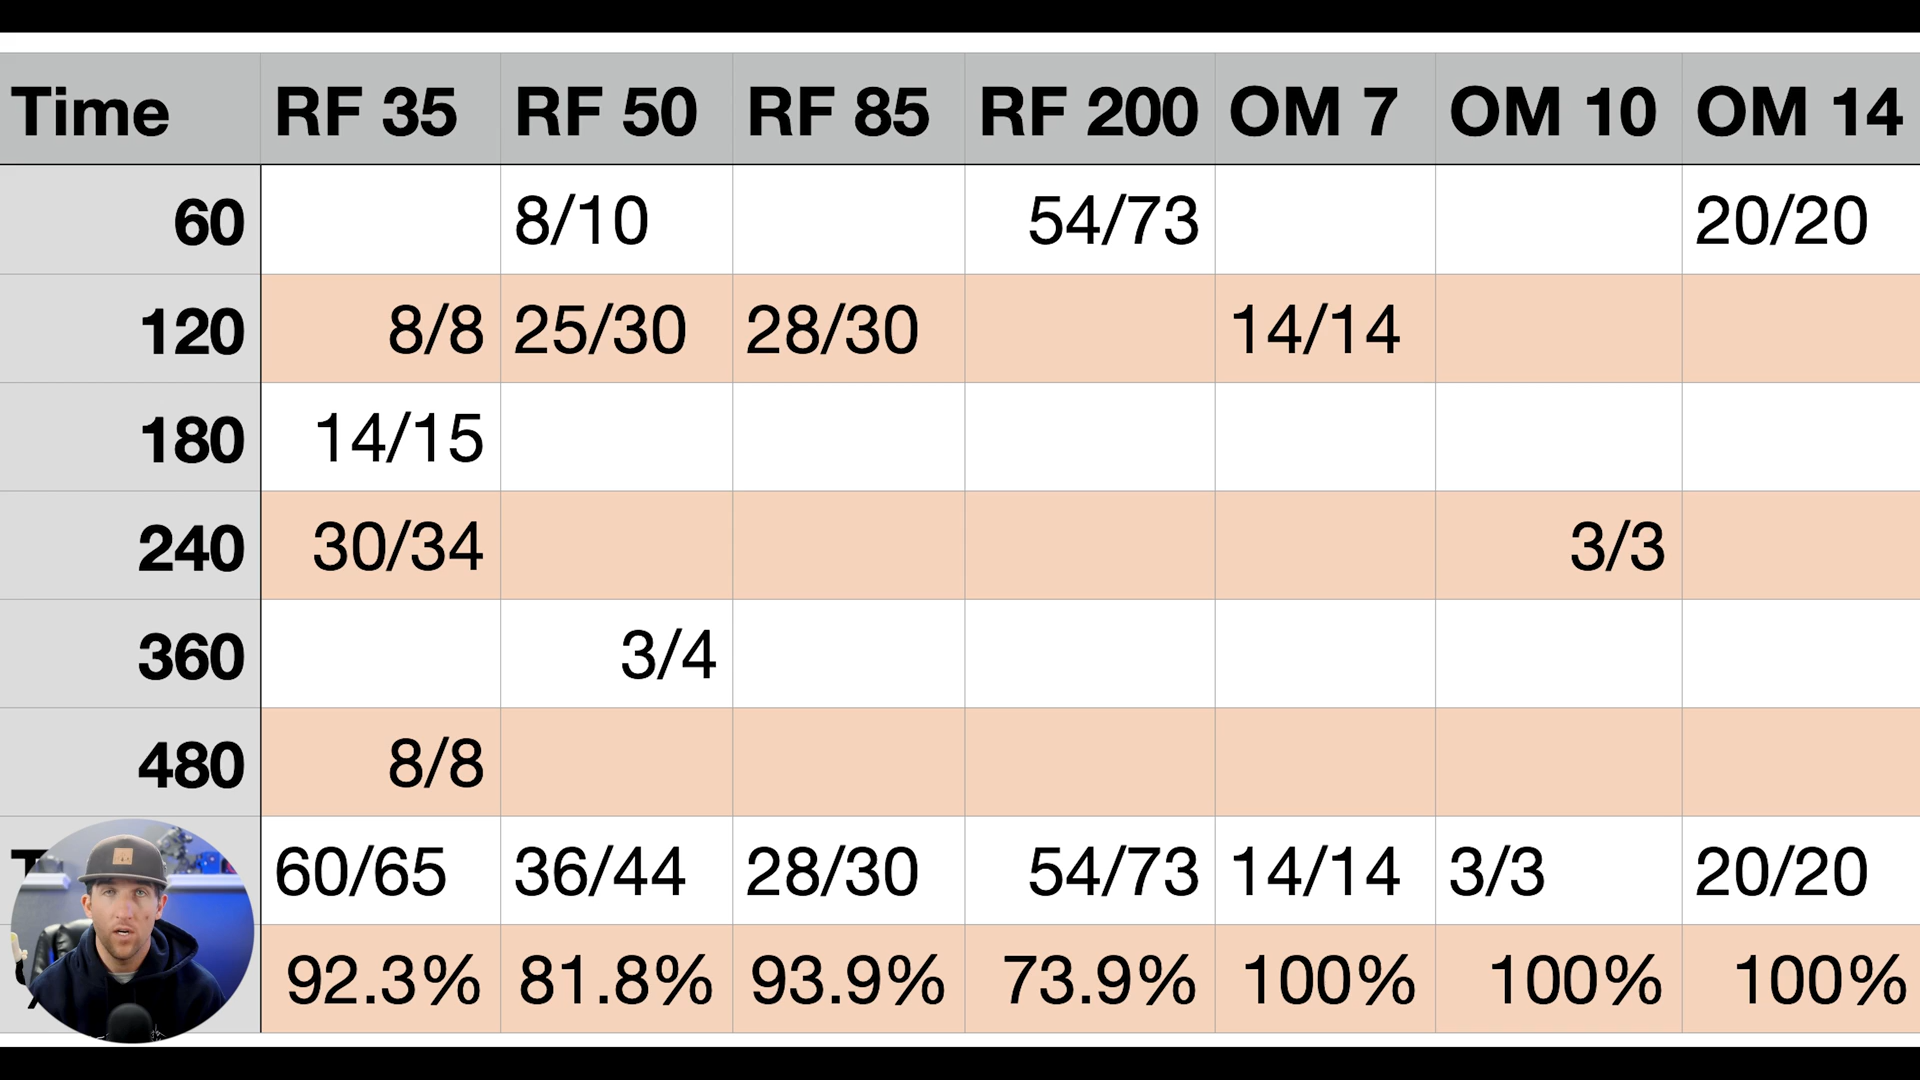 Time RF 35 RF 50 RF 85 RF 200 OM 7 OM 10 OM 14
60 8/10 54/73 20/20
120 8/8 25/30 28/30 14/14
180 14/15
240 30/34 3/3
360 3/4
480 8/8
60/65 36/44 28/30 54/73 14/14 3/3 20/20
92.3% 81.8% 93.9% 73.9% 100% 100% 100%